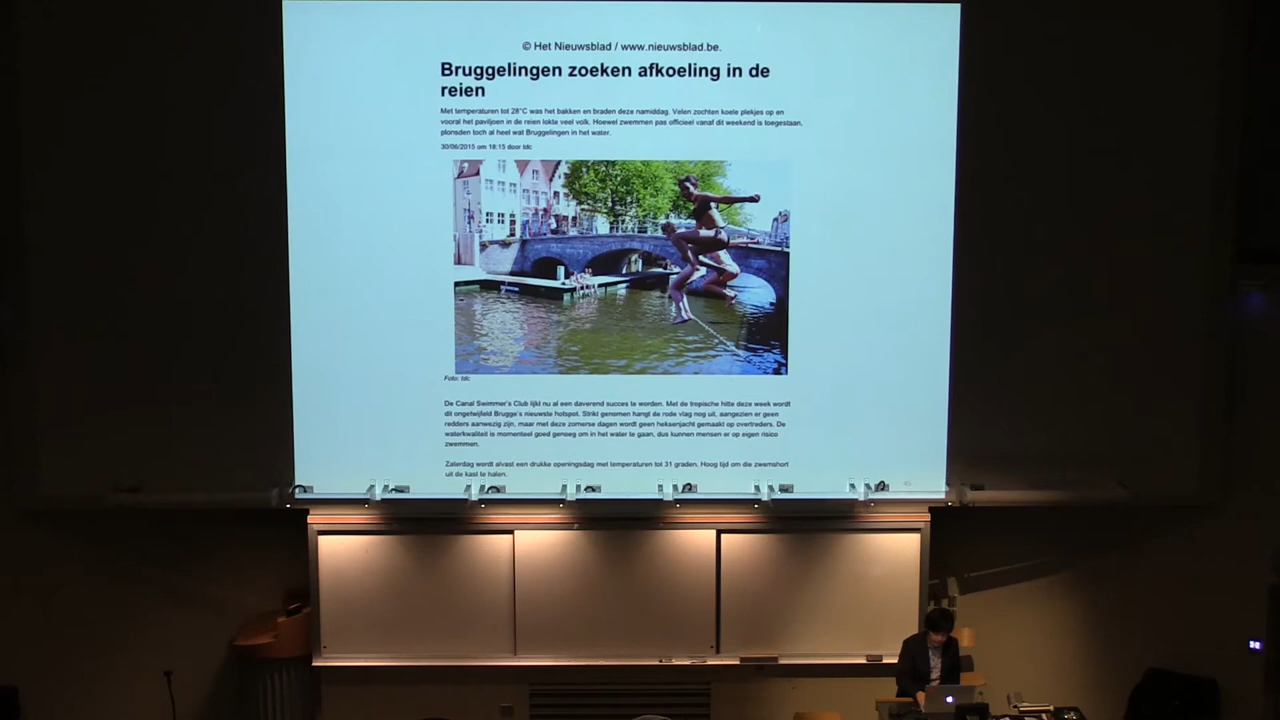 © Het Nieuwsblad / www.nieuwsblad.be.
Bruggelingen zoeken afkoeling in de
reien
Met temperaturen tot 28°C was het bakken en braden deze namiddag. Velen zochten koele plekjes op en
vooral het paviljoen in de reien lokte veel volk. Hoewel zwemmen pas officieel vanaf dit weekend is toegestaan,
plonsden toch al heel wat Bruggelingen in het water.
30/06/2015 om 18:15 door tdc
Foto: tdc
De Canal Swimmer's Club lijkt nu al een daverend succes te worden. Met de tropische hitte deze week wordt
dit ongetwijfeld Brugge's nieuwste hotspot. Strikt genomen hangt de rode vlag nog uit, aangezien er geen
redders aanwezig zijn, maar met deze zomerse dagen wordt geen heksenjacht gemaakt op overtreders. De
waterkwaliteit is momenteel goed genoeg om in het water te gaan, dus kunnen mensen er op eigen risico
zwemmen.
Zaterdag wordt alvast een drukke openingsdag met temperaturen tot 31 graden. Hoog tijd om die zwemshort
uit de kast te halen.